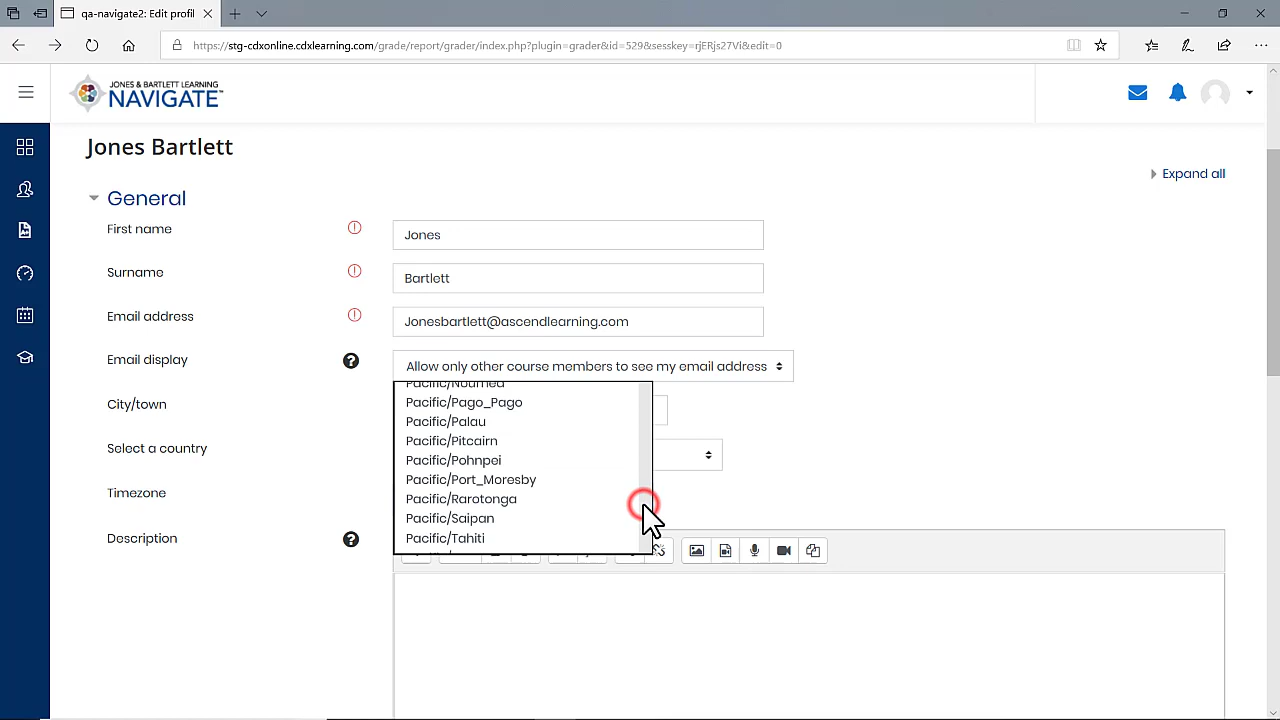 qa-navigate2: Edit profil
https://stg-cdxonline.cdxlearning.com/grade/report/grader/index.php?plugin=grader&id=529&sesskey=rjERjs27Vi&edit=0
JONES & BARTLETT LEARNING
NAVIGATE™
Jones Bartlett
Expand all
General
First name
Jones
Surname
Bartlett
Email address
Jonesbartlett@ascendlearning.com
Email display
Allow only other course members to see my email address
City/town
Select a country
Timezone
Description
Pacific/Noumea
Pacific/Pago_Pago
Pacific/Palau
Pacific/Pitcairn
Pacific/Pohnpei
Pacific/Port_Moresby
Pacific/Rarotonga
Pacific/Saipan
Pacific/Tahiti